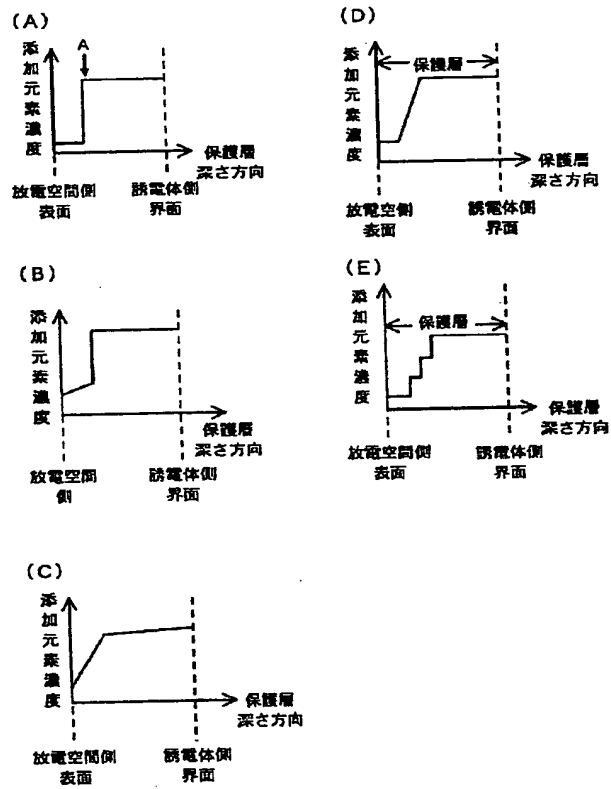 (A)
添加元素濃度
A
保護層
深さ方向
放電空間側
表面
誘電体側
界面
(B)
添加元素濃度
保護層
深さ方向
放電空間
側
誘電体側
界面
(C)
添加元素濃度
保護層
深さ方向
放電空間側
表面
誘電体側
界面
(D)
添加元素濃度
保護層
保護層
深さ方向
放電空側
表面
誘電体側
界面
(E)
添加元素濃度
保護層
保護層
深さ方向
放電空間側
表面
誘電体側
界面